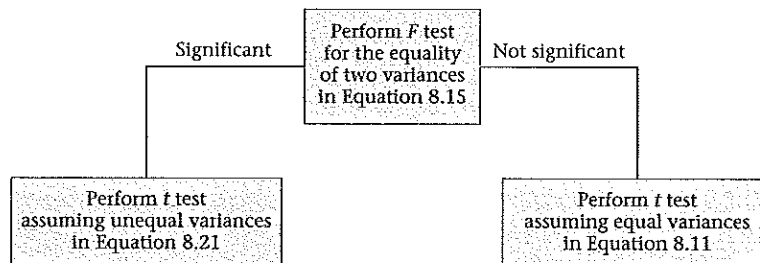 Perform F test
for the equality
of two variances
in Equation 8.15
Significant
Not significant
Perform t test
assuming unequal variances
in Equation 8.21
Perform t test
assuming equal variances
in Equation 8.11